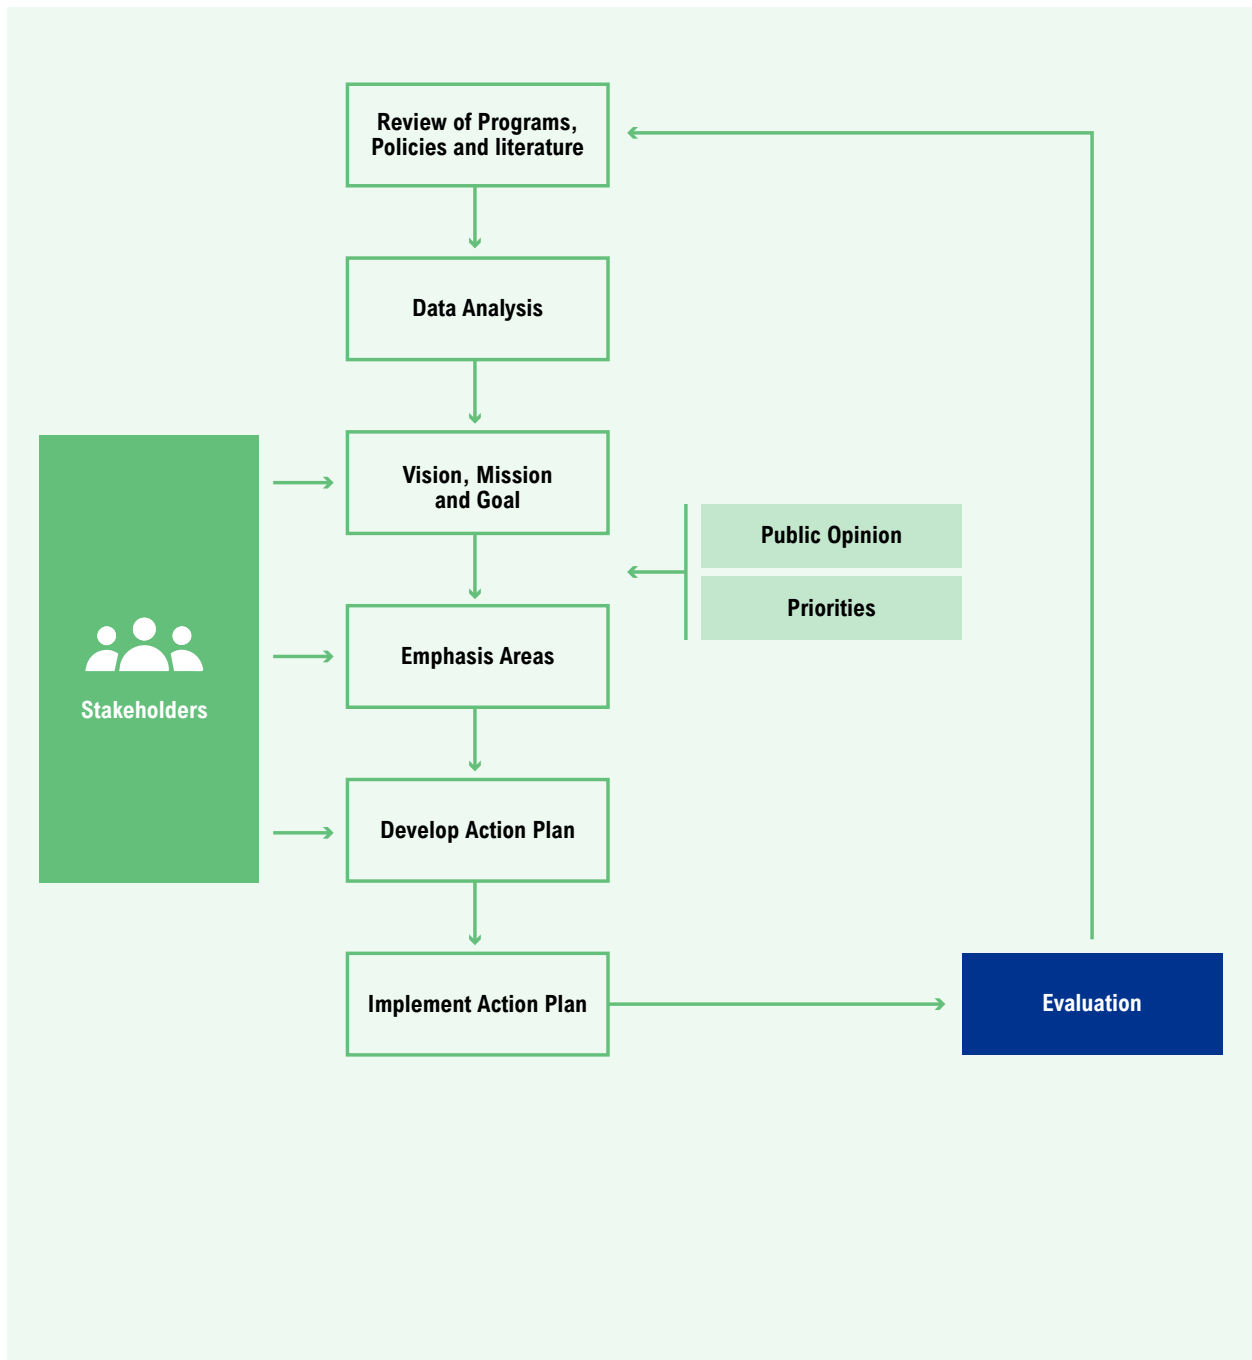 Review of Programs,
Policies and literature
Data Analysis
Vision, Mission
and Goal
Public Opinion
Priorities
Emphasis Areas
Stakeholders
Develop Action Plan
Implement Action Plan
Evaluation